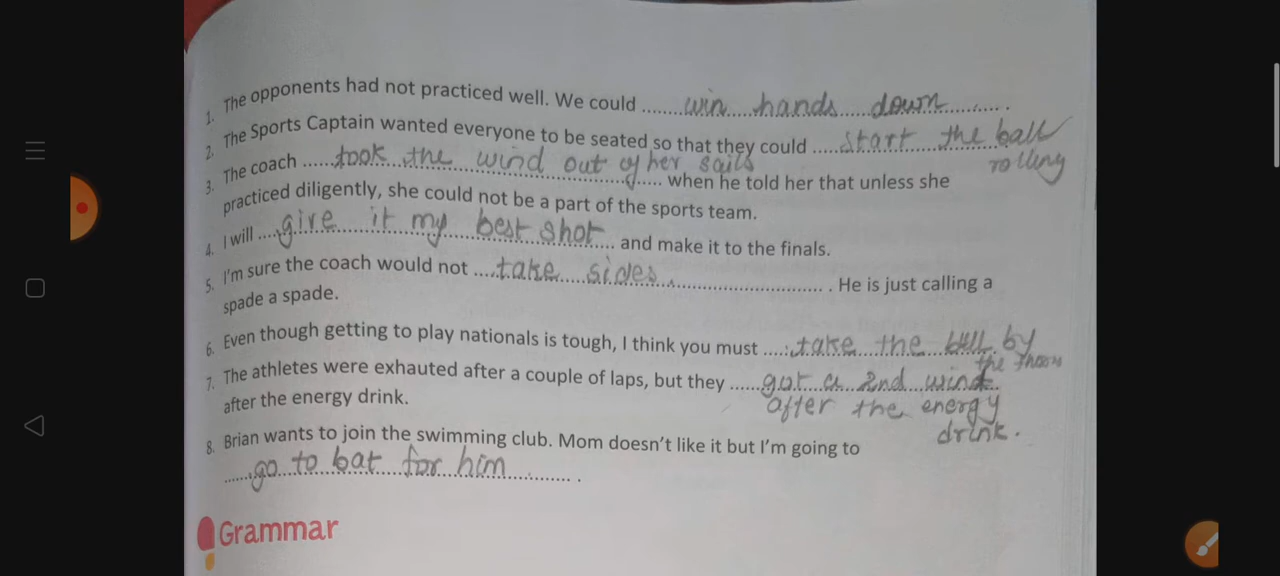 1. The opponents had not practiced well. We could ........win hands down........ .
2. The Sports Captain wanted everyone to be seated so that they could .....start the ball
rolling
3. The coach .....took the wind out of her sails..... when he told her that unless she
practiced diligently, she could not be a part of the sports team.
4. I will ....give it my best shot.... and make it to the finals.
5. I'm sure the coach would not ....take sides........................... . He is just calling a
spade a spade.
6. Even though getting to play nationals is tough, I think you must .....take the bull by
the
7. The athletes were exhauted after a couple of laps, but they ......got a 2nd wind
after the energy drink.
after the energy
drink.
8. Brian wants to join the swimming club. Mom doesn't like it but I'm going to
......go to bat for him............ .
Grammar